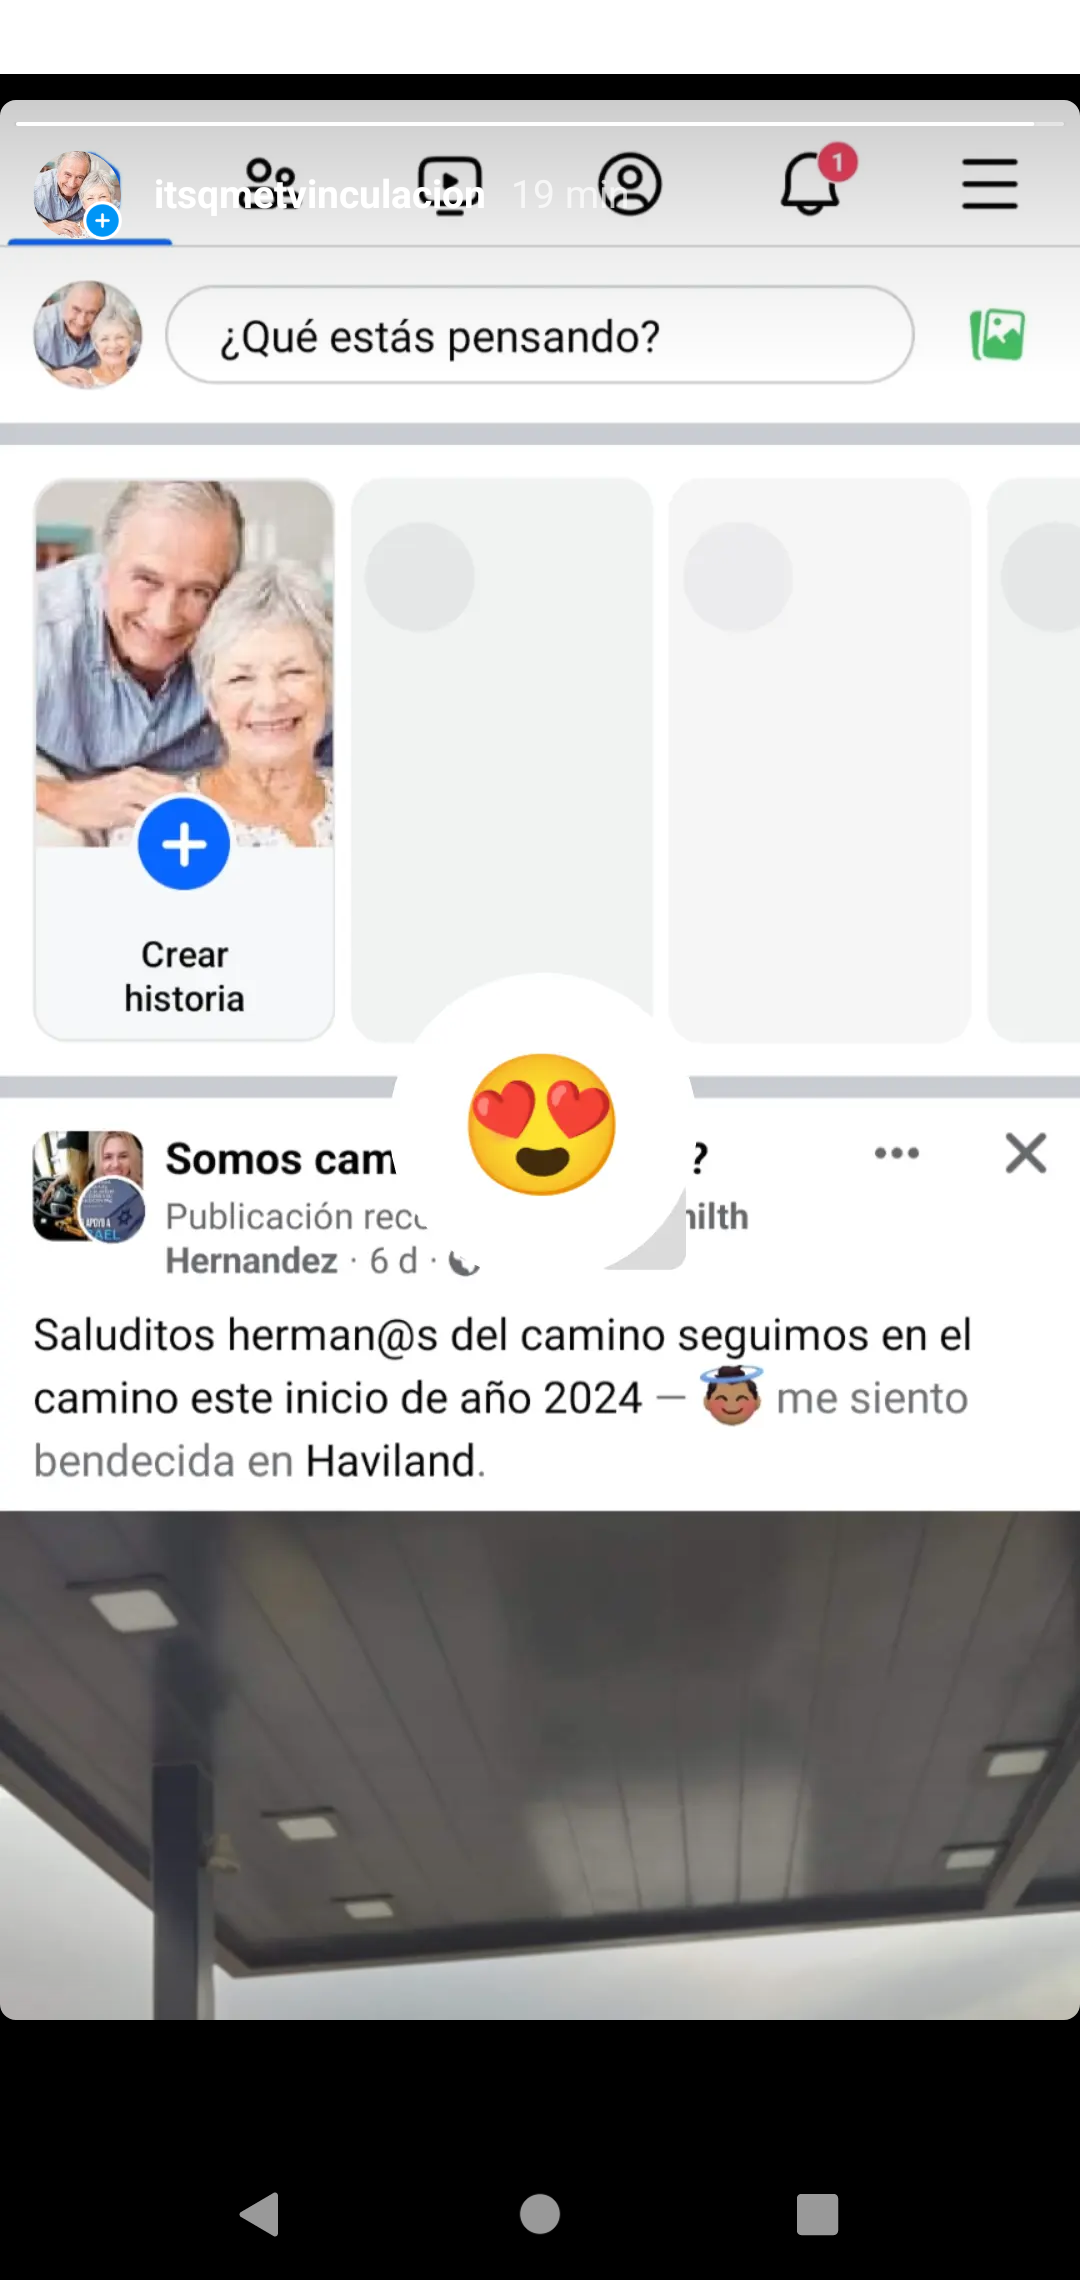 itsqmetvinculacion 19 min
1
¿Qué estás pensando?
Crear
historia
Somos cam ?
Publicación rec
Hernandez · 6 d ·
APOYO A
Saluditos herman@s del camino seguimos en el
camino este inicio de año 2024 — me siento
bendecida en Haviland.